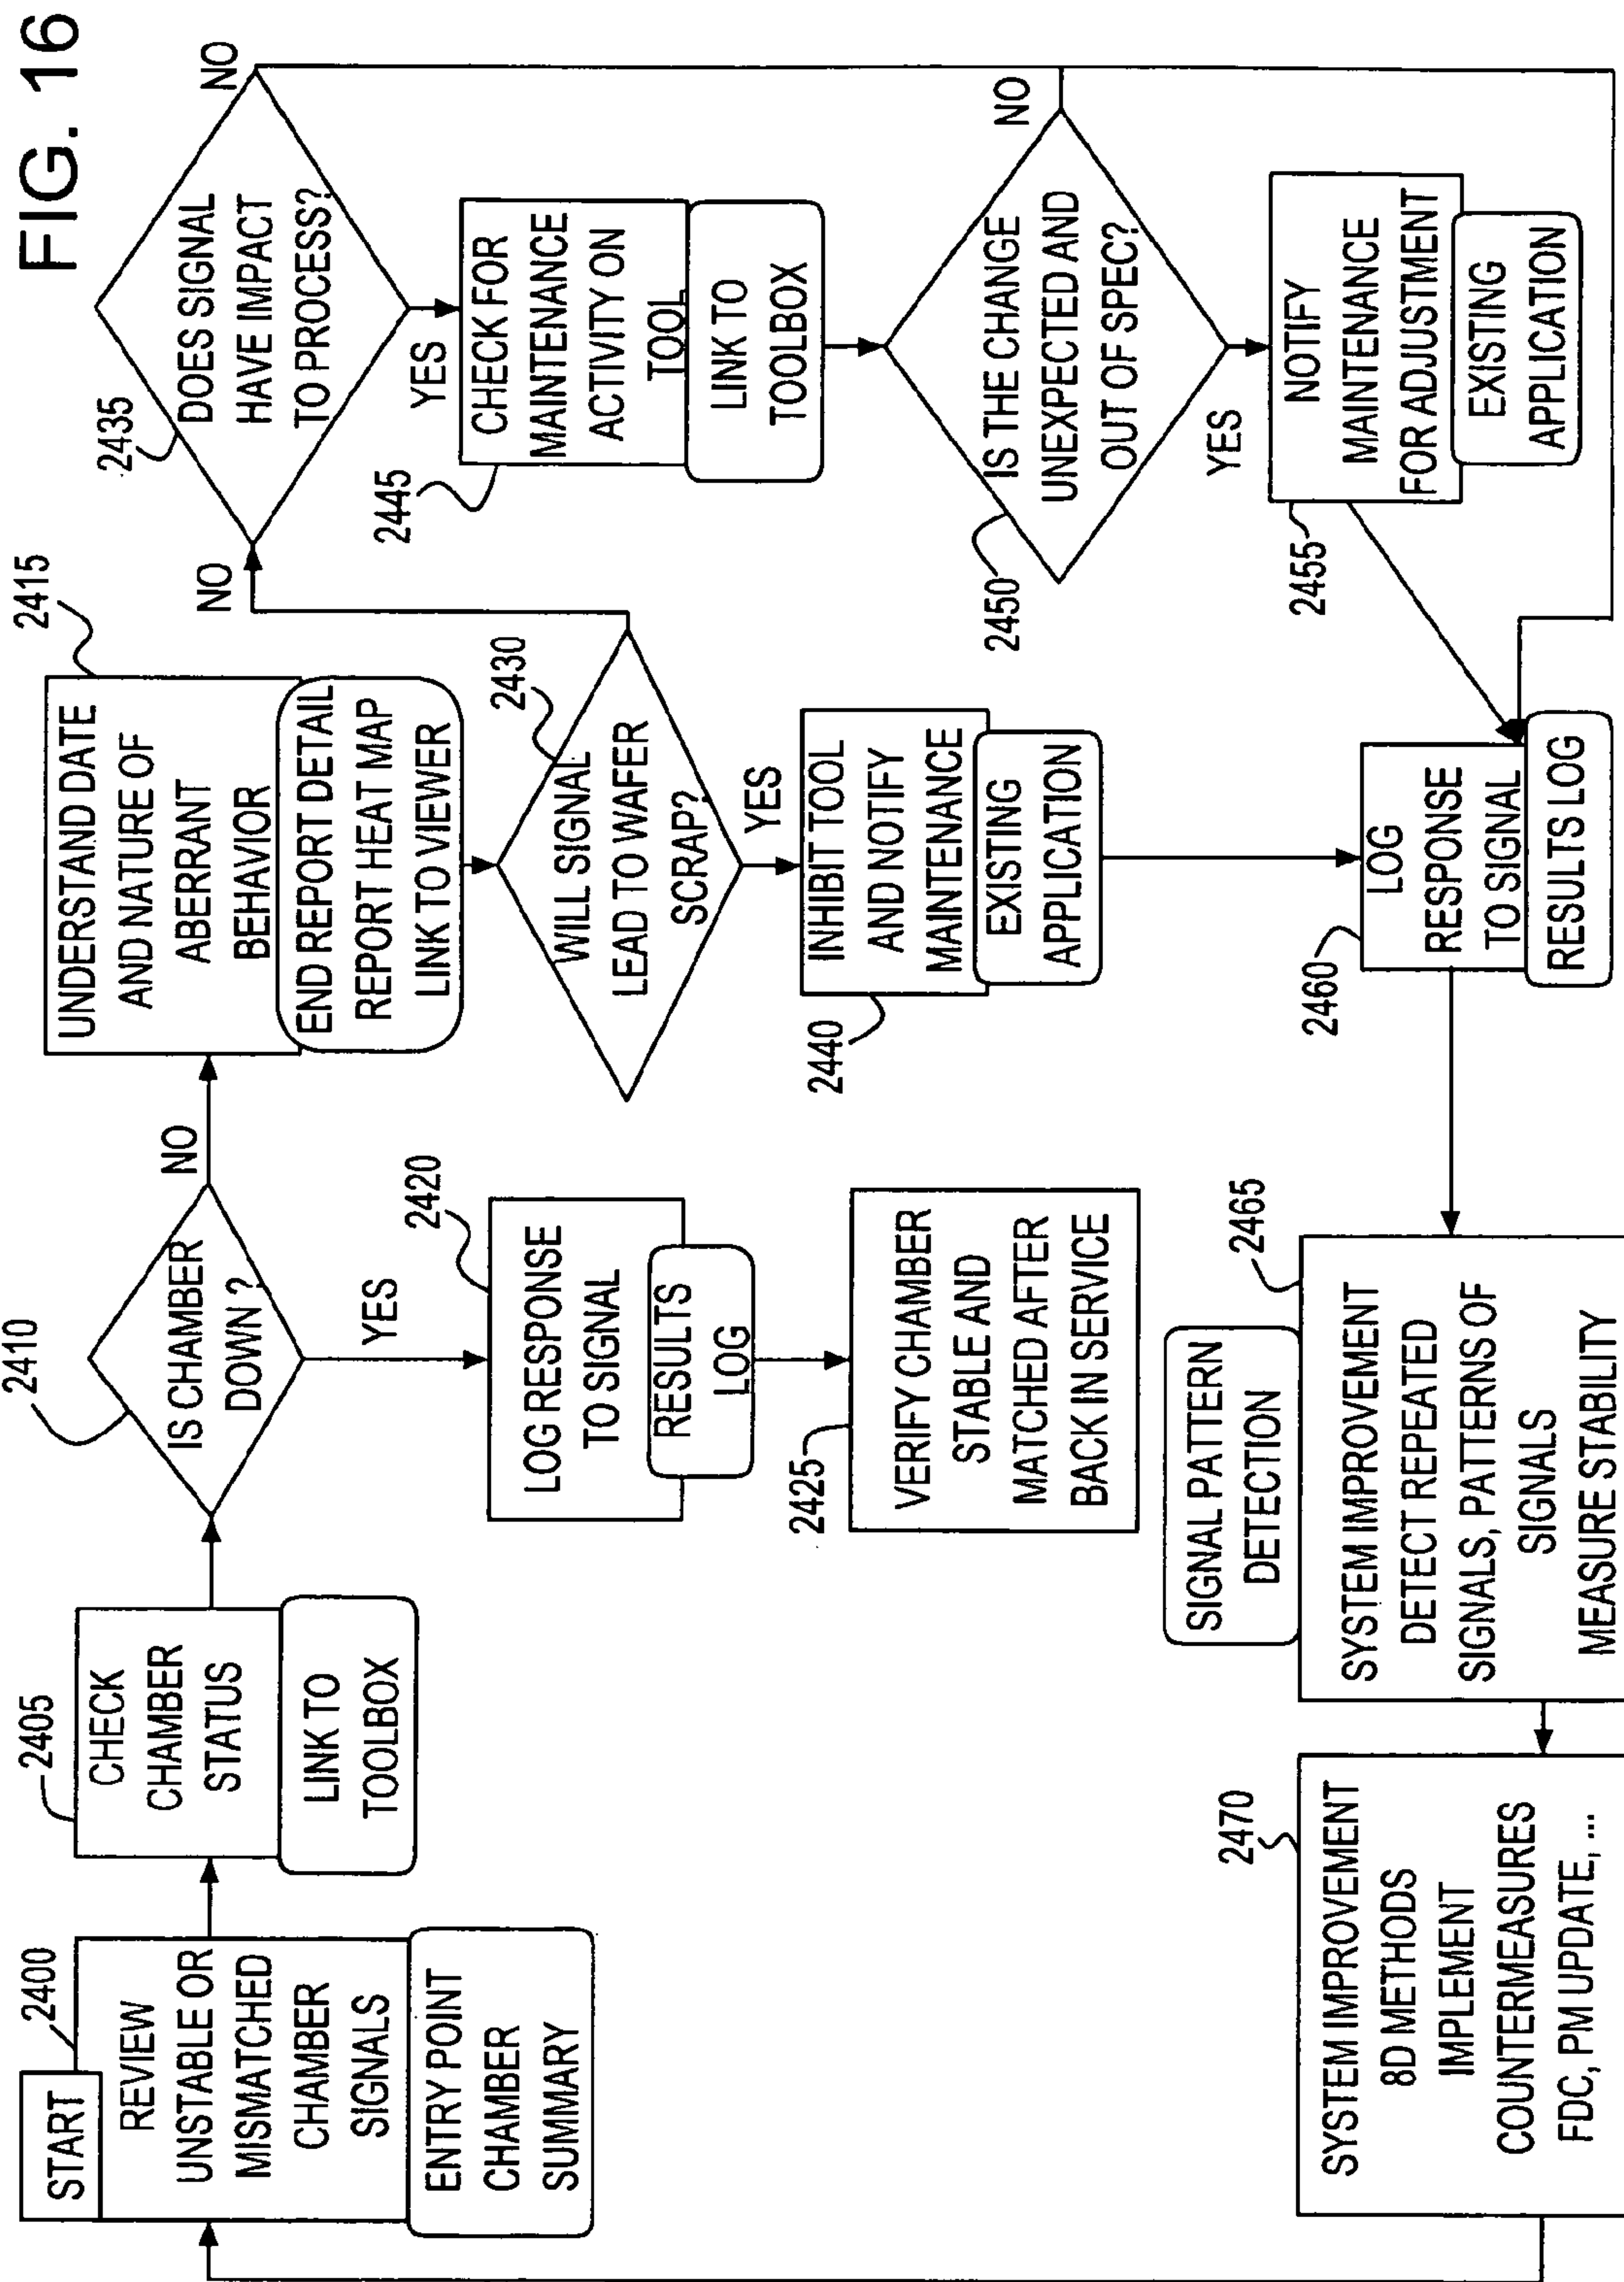 FIG. 16
START
2400
REVIEW
UNSTABLE OR
MISMATCHED
CHAMBER
SIGNALS
ENTRY POINT
CHAMBER
SUMMARY
2405
CHECK
CHAMBER
STATUS
LINK TO
TOOLBOX
2410
IS CHAMBER
DOWN ?
NO
YES
2415
UNDERSTAND DATE
AND NATURE OF
ABERRANT
BEHAVIOR
END REPORT DETAIL
REPORT HEAT MAP
LINK TO VIEWER
2420
LOG RESPONSE
TO SIGNAL
RESULTS
LOG
2425
VERIFY CHAMBER
STABLE AND
MATCHED AFTER
BACK IN SERVICE
2430
WILL SIGNAL
LEAD TO WAFER
SCRAP?
NO
YES
2435
DOES SIGNAL
HAVE IMPACT
TO PROCESS?
NO
YES
2440
INHIBIT TOOL
AND NOTIFY
MAINTENANCE
EXISTING
APPLICATION
2445
CHECK FOR
MAINTENANCE
ACTIVITY ON
TOOL
LINK TO
TOOLBOX
2450
IS THE CHANGE
UNEXPECTED AND
OUT OF SPEC?
NO
YES
2455
NOTIFY
MAINTENANCE
FOR ADJUSTMENT
EXISTING
APPLICATION
2460
LOG
RESPONSE
TO SIGNAL
RESULTS LOG
2465
SIGNAL PATTERN
DETECTION
SYSTEM IMPROVEMENT
DETECT REPEATED
SIGNALS, PATTERNS OF
SIGNALS
MEASURE STABILITY
2470
SYSTEM IMPROVEMENT
8D METHODS
IMPLEMENT
COUNTERMEASURES
FDC, PM UPDATE, ...